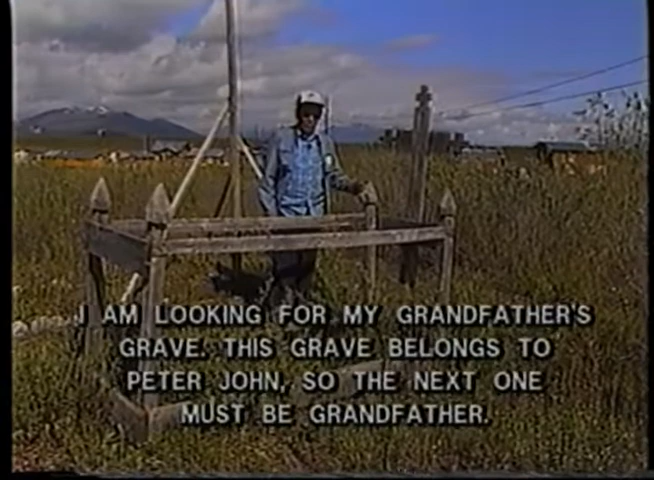 I AM LOOKING FOR MY GRANDFATHER'S
GRAVE. THIS GRAVE BELONGS TO
PETER JOHN, SO THE NEXT ONE
MUST BE GRANDFATHER.